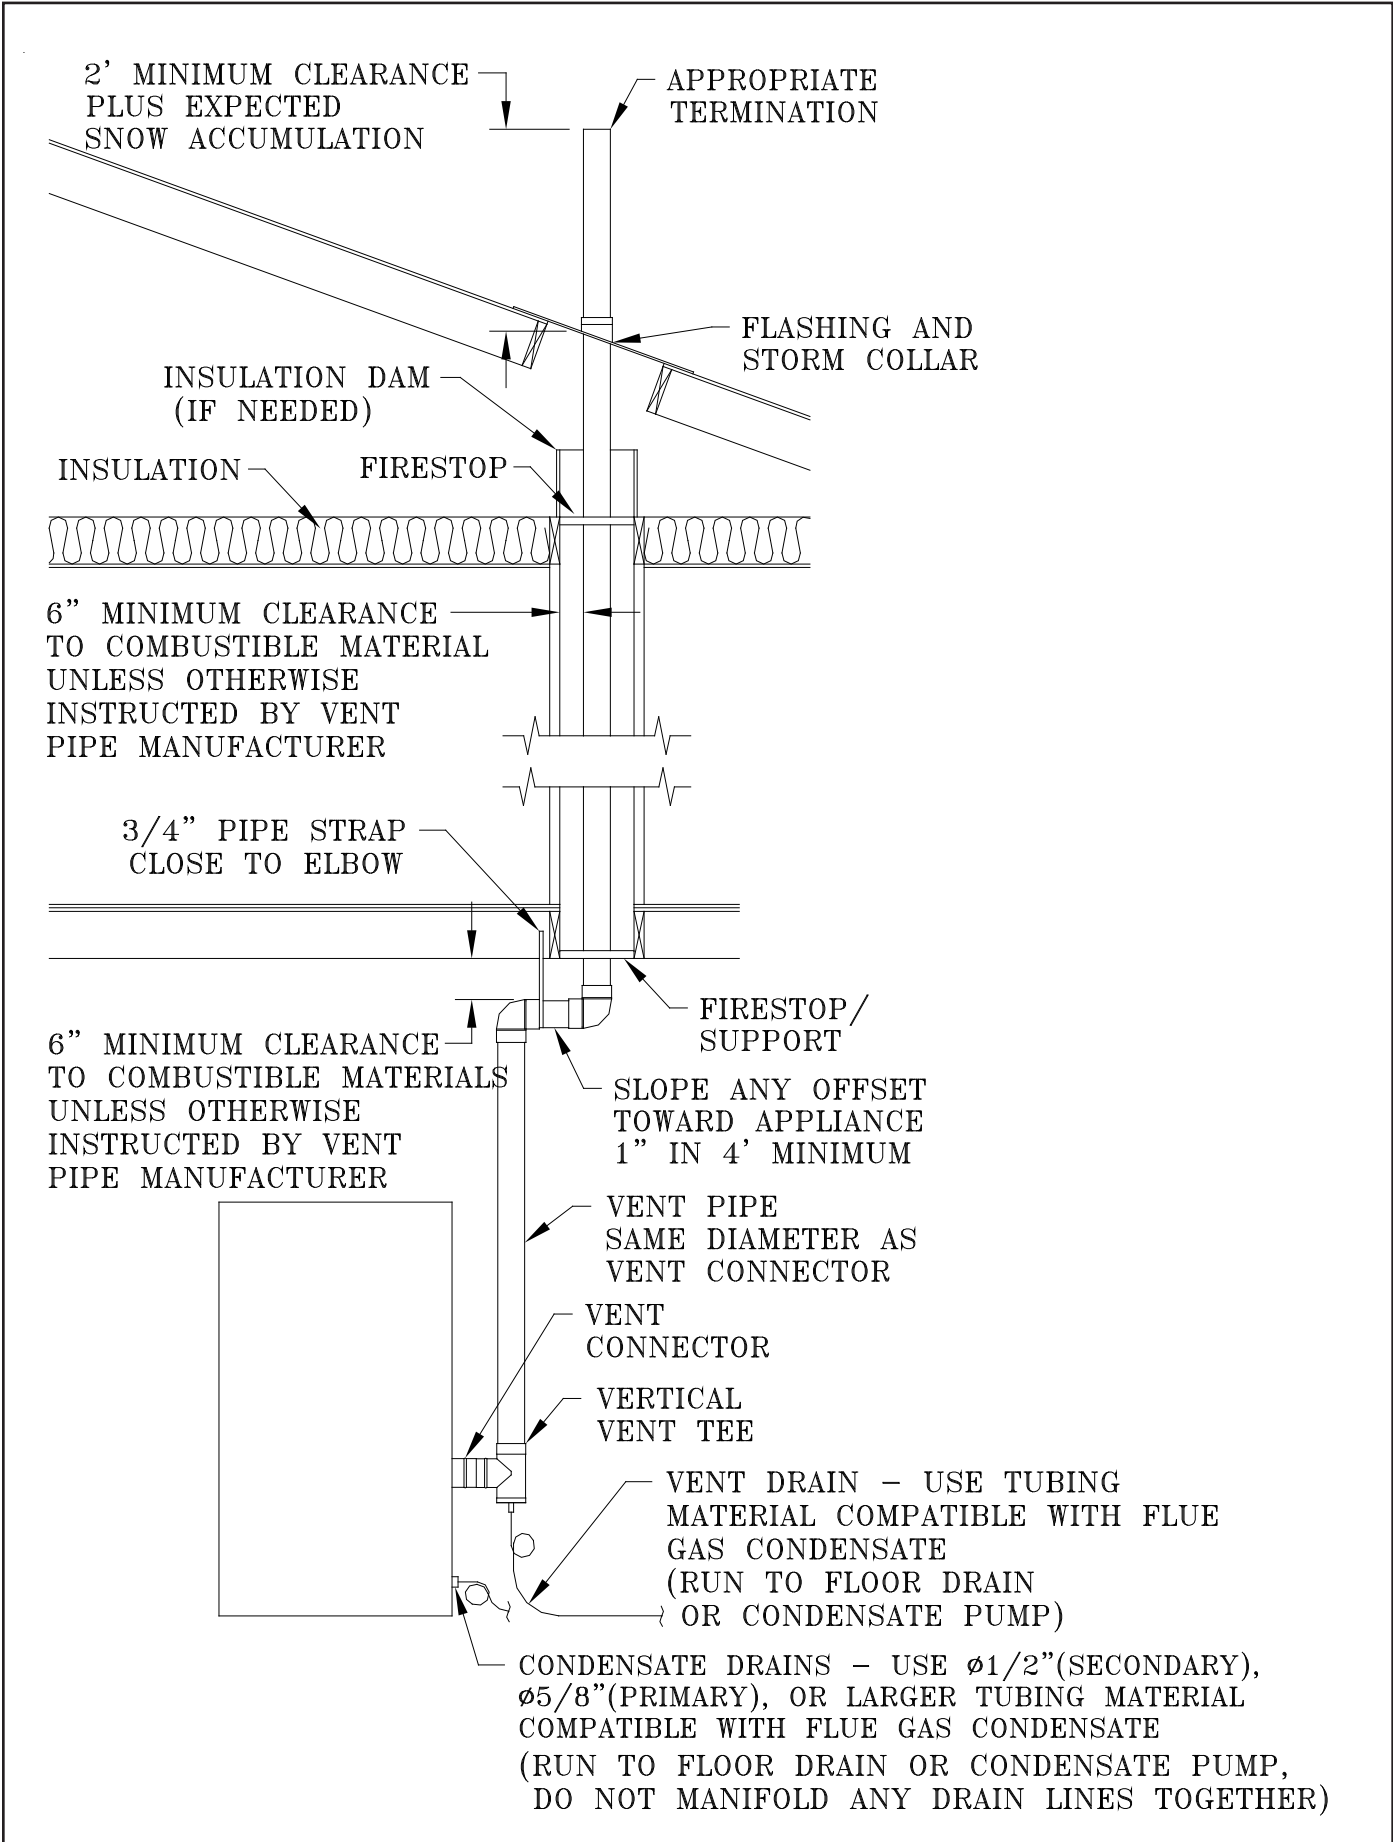 2’ MINIMUM CLEARANCE
PLUS EXPECTED
SNOW ACCUMULATION
APPROPRIATE
TERMINATION
FLASHING AND
STORM COLLAR
INSULATION DAM
(IF NEEDED)
INSULATION
FIRESTOP
6” MINIMUM CLEARANCE
TO COMBUSTIBLE MATERIAL
UNLESS OTHERWISE
INSTRUCTED BY VENT
PIPE MANUFACTURER
3/4” PIPE STRAP
CLOSE TO ELBOW
FIRESTOP/
SUPPORT
6” MINIMUM CLEARANCE
TO COMBUSTIBLE MATERIALS
UNLESS OTHERWISE
INSTRUCTED BY VENT
PIPE MANUFACTURER
SLOPE ANY OFFSET
TOWARD APPLIANCE
1” IN 4’ MINIMUM
VENT PIPE
SAME DIAMETER AS
VENT CONNECTOR
VENT
CONNECTOR
VERTICAL
VENT TEE
VENT DRAIN – USE TUBING
MATERIAL COMPATIBLE WITH FLUE
GAS CONDENSATE
(RUN TO FLOOR DRAIN
OR CONDENSATE PUMP)
CONDENSATE DRAINS – USE ø1/2”(SECONDARY),
ø5/8”(PRIMARY), OR LARGER TUBING MATERIAL
COMPATIBLE WITH FLUE GAS CONDENSATE
(RUN TO FLOOR DRAIN OR CONDENSATE PUMP,
DO NOT MANIFOLD ANY DRAIN LINES TOGETHER)